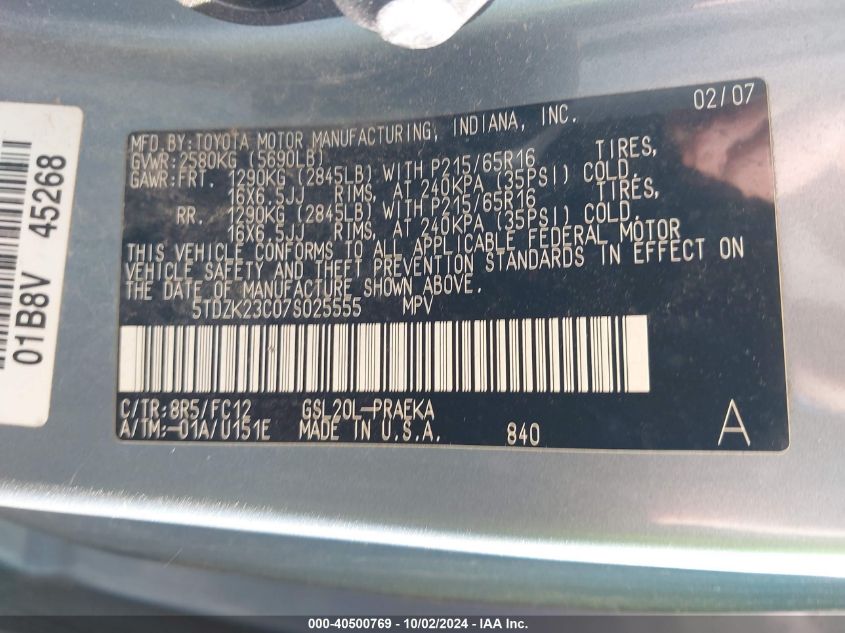 02/07
MFD.BY:TOYOTA MOTOR MANUFACTURING, INDIANA, INC.
GVWR:2580KG (5690LB)
GAWR:FRT. 1290KG (2845LB) WITH P215/65R16 TIRES,
16X6.5JJ RIMS, AT 240KPA (35PSI) COLD.
RR. 1290KG (2845LB) WITH P215/65R16 TIRES,
16X6.5JJ RIMS, AT 240KPA (35PSI) COLD.
THIS VEHICLE CONFORMS TO ALL APPLICABLE FEDERAL MOTOR
VEHICLE SAFETY AND THEFT PREVENTION STANDARDS IN EFFECT ON
THE DATE OF MANUFACTURE SHOWN ABOVE.
5TDZK23C07S025555 MPV
C/TR:8R5/FC12 GSL20L-PRAEKA
A/TM:-01A/U151E MADE IN U.S.A. 840 A
01B8V 45268
000-40500769 - 10/02/2024 - IAA Inc.